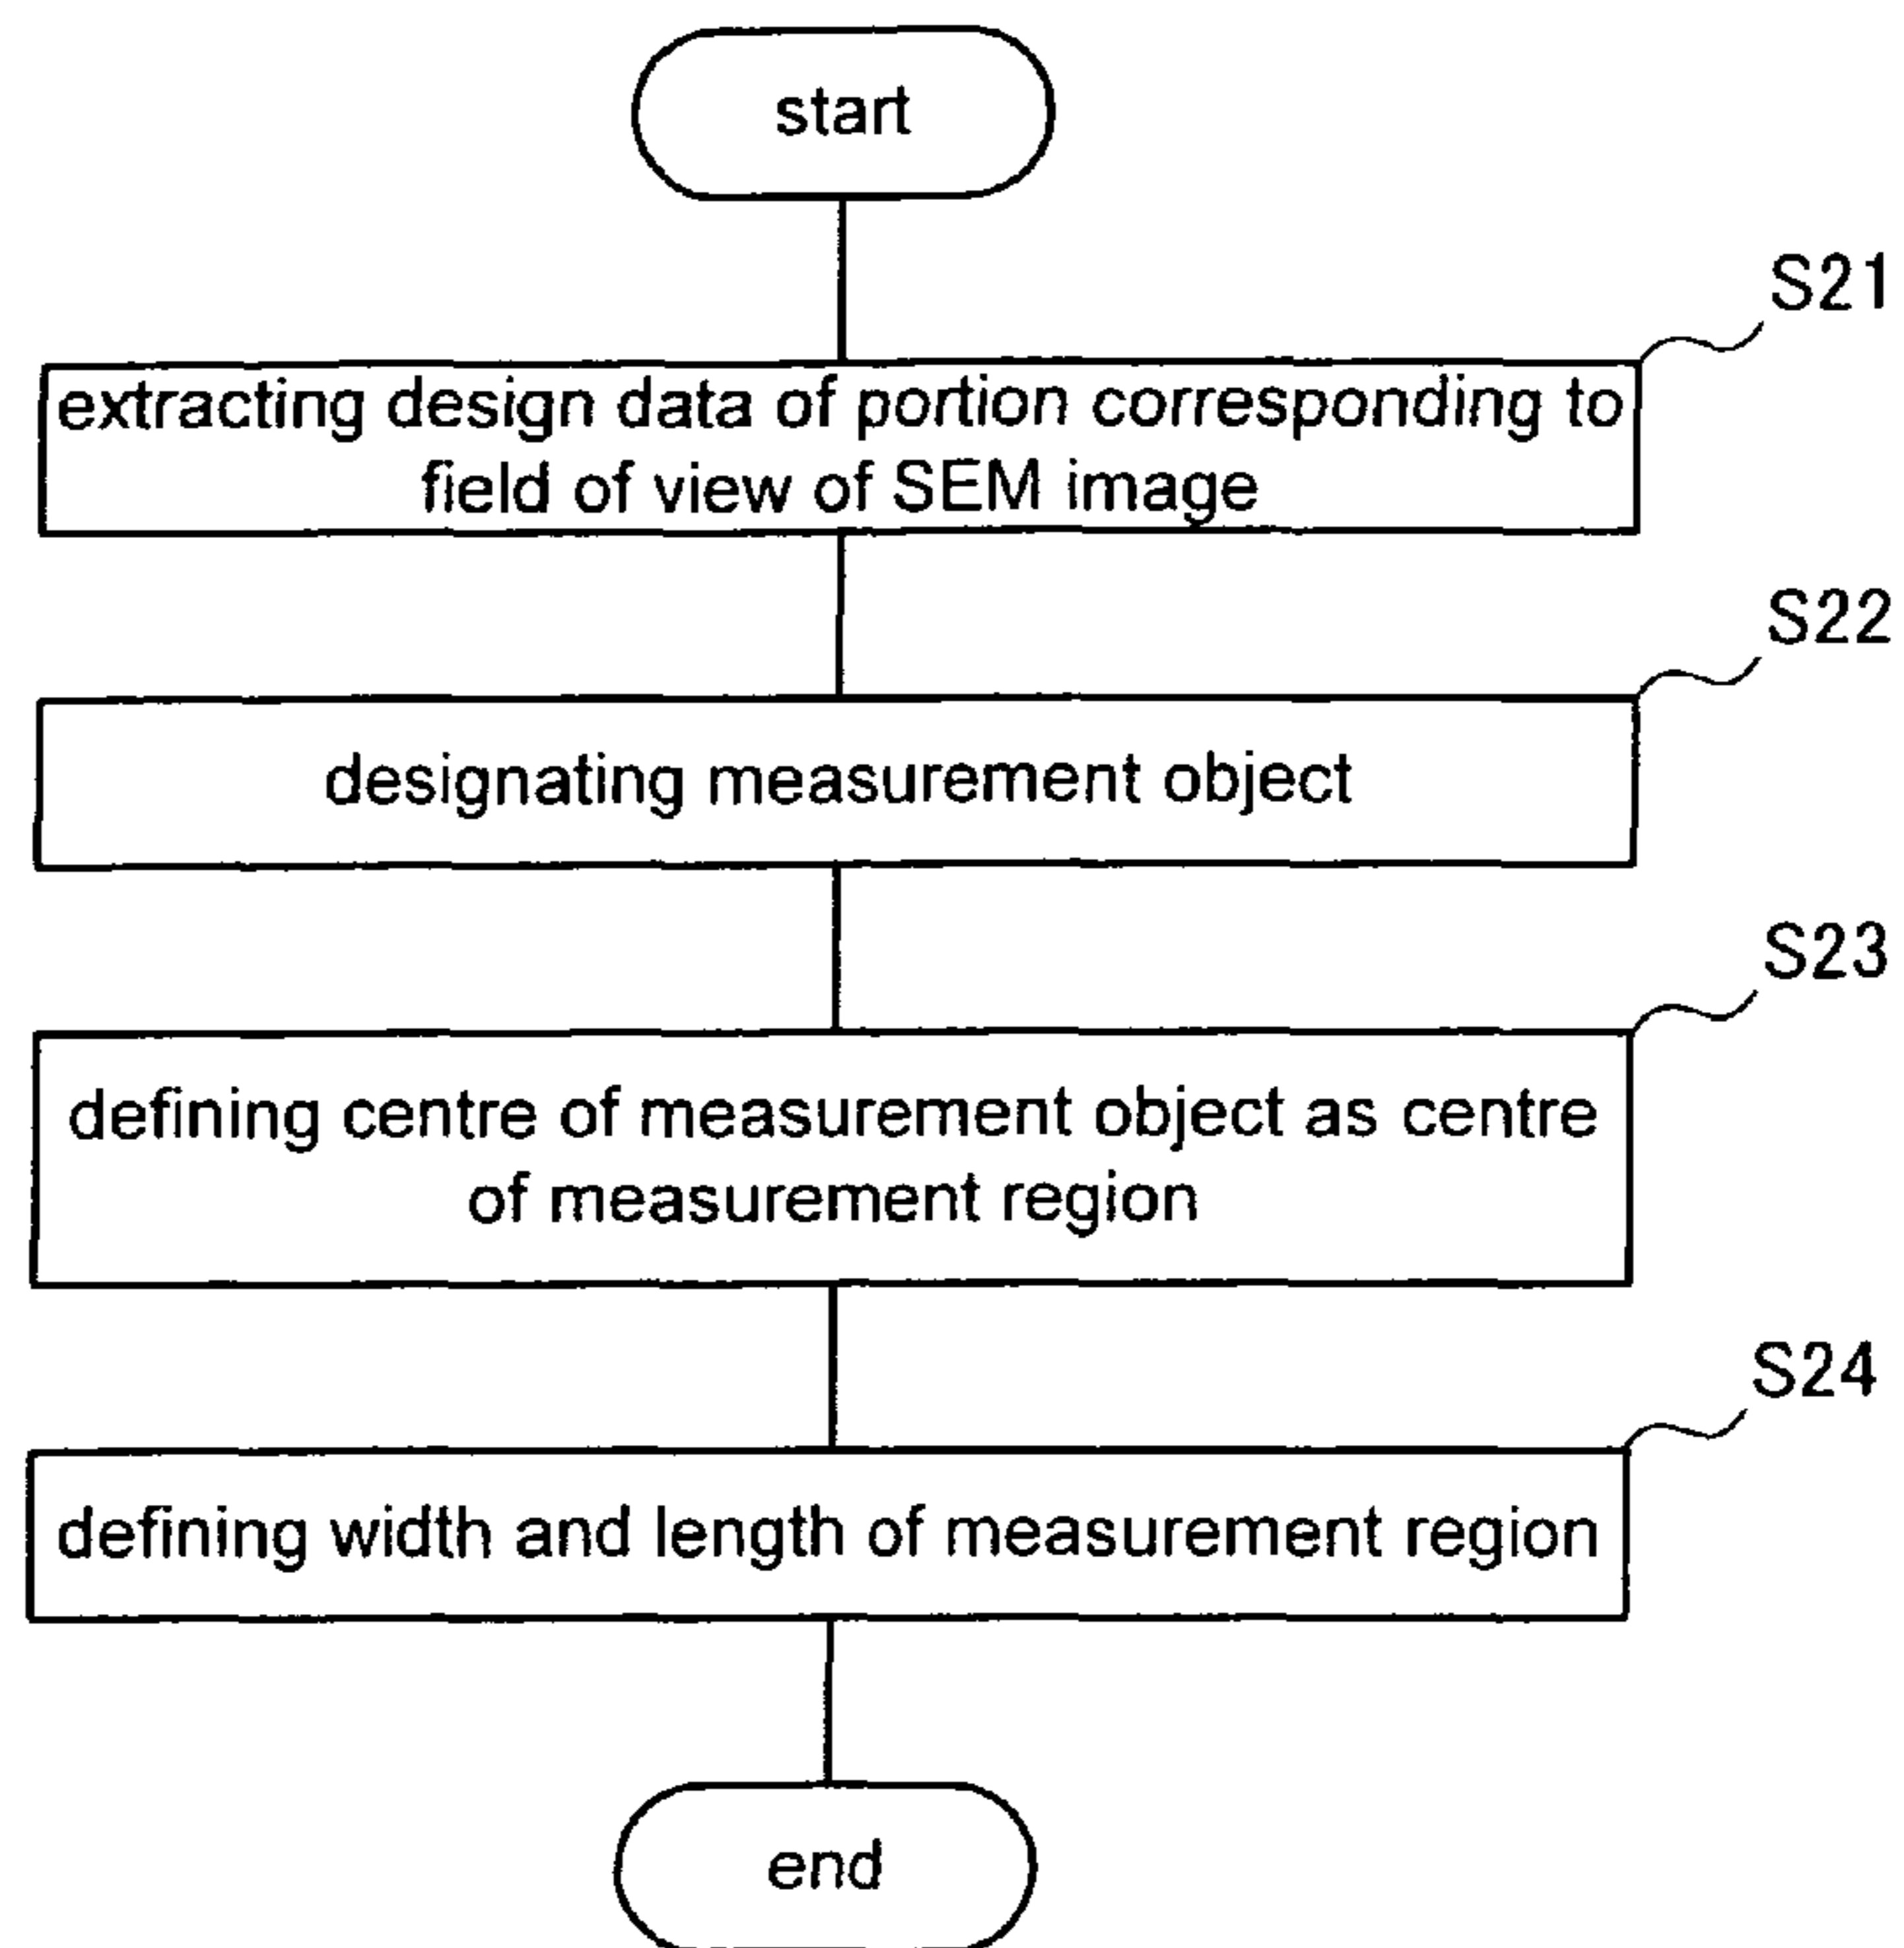 start
S21
extracting design data of portion corresponding to
field of view of SEM image
S22
designating measurement object
S23
defining centre of measurement object as centre
of measurement region
S24
defining width and length of measurement region
end